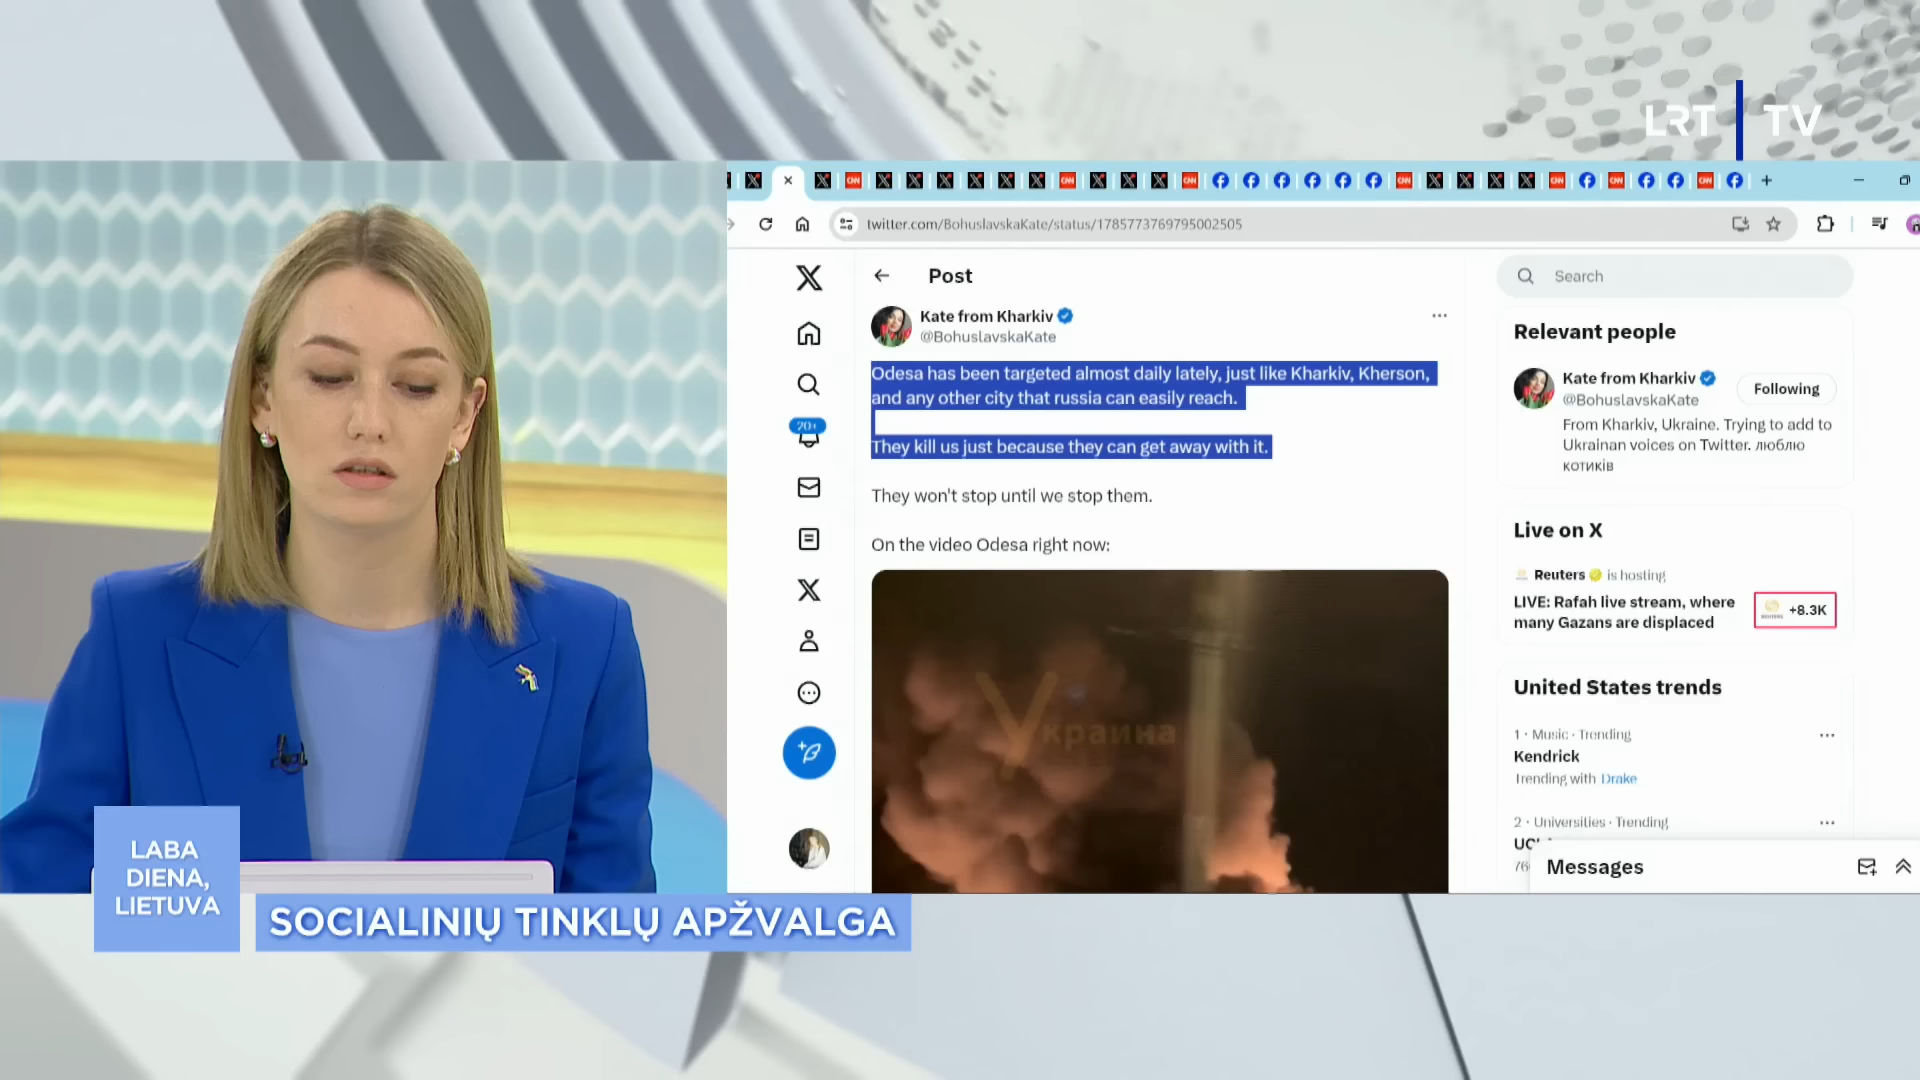 LRT TV
twitter.com/BohuslavskaKate/status/1785773769795002505
Post
Search
Kate from Kharkiv
@BohuslavskaKate
Odesa has been targeted almost daily lately, just like Kharkiv, Kherson,
and any other city that russia can easily reach.
They kill us just because they can get away with it.
They won't stop until we stop them.
On the video Odesa right now:
Украина
20+
Relevant people
Kate from Kharkiv
@BohuslavskaKate
Following
From Kharkiv, Ukraine. Trying to add to
Ukrainian voices on Twitter. люблю
котиків
Live on X
Reuters is hosting
LIVE: Rafah live stream, where
many Gazans are displaced
+8.3K
United States trends
1 · Music · Trending
Kendrick
Trending with Drake
2 · Universities · Trending
Messages
LABA
DIENA,
LIETUVA
SOCIALINIŲ TINKLŲ APŽVALGA